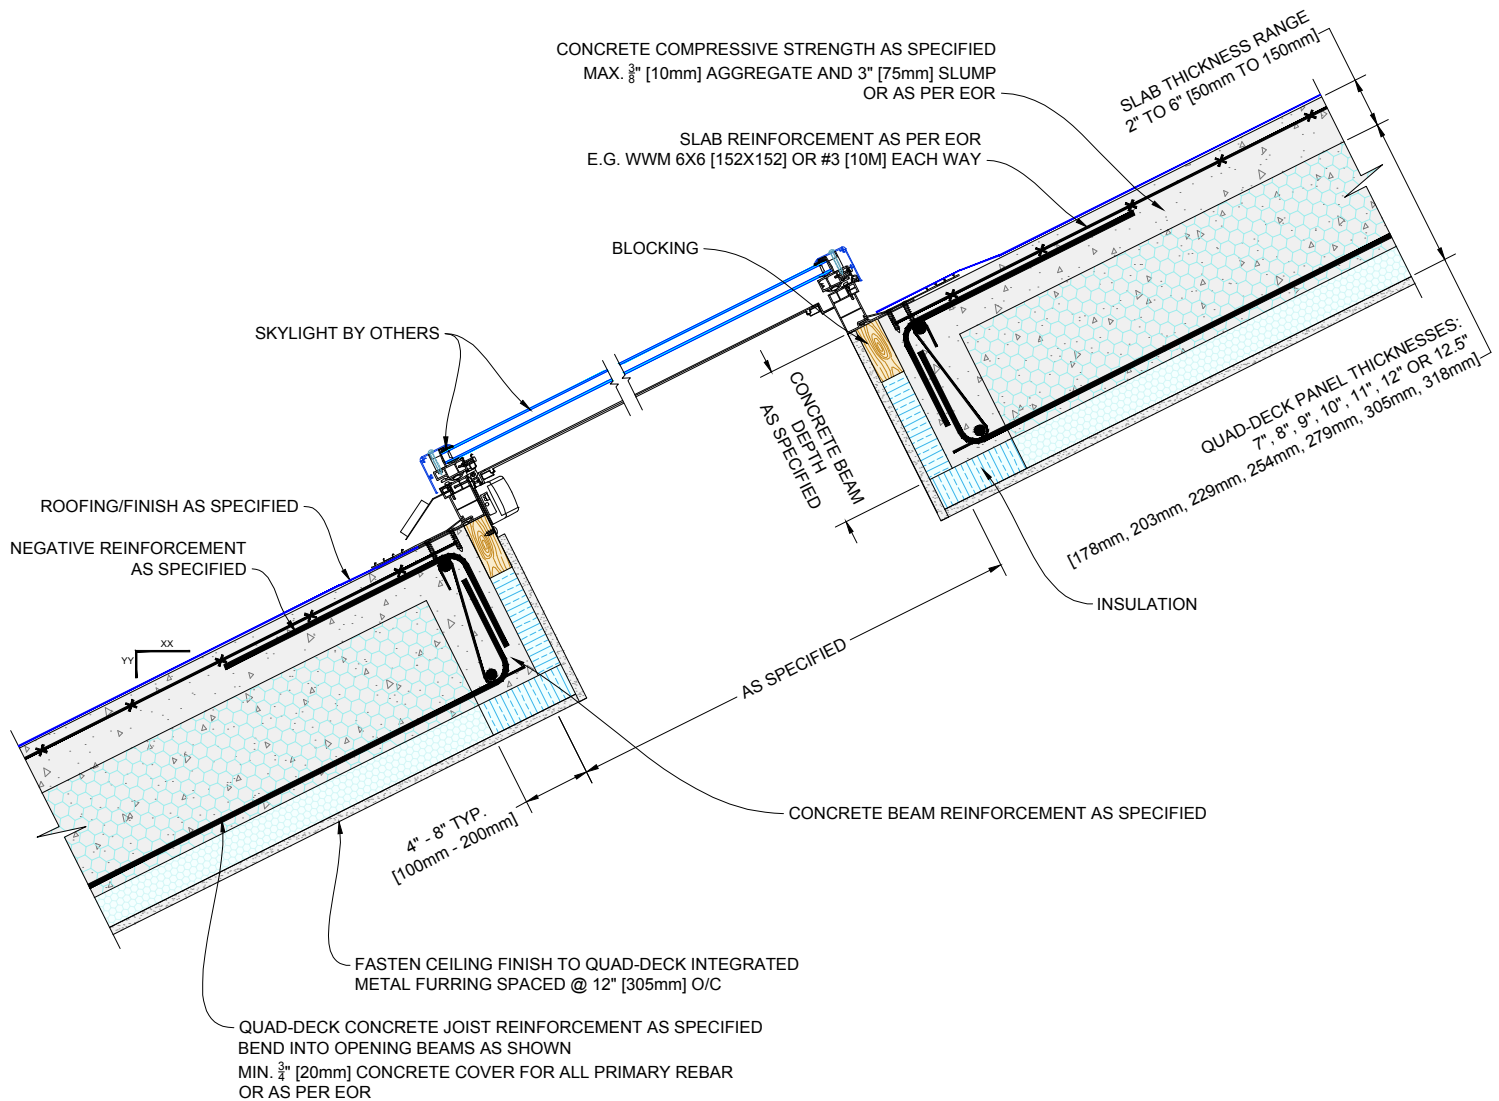 CONCRETE COMPRESSIVE STRENGTH AS SPECIFIED
MAX. 3/8" [10mm] AGGREGATE AND 3" [75mm] SLUMP
OR AS PER EOR
SLAB THICKNESS RANGE
2" TO 6" [50mm TO 150mm]
SLAB REINFORCEMENT AS PER EOR
E.G. WWM 6X6 [152X152] OR #3 [10M] EACH WAY
BLOCKING
SKYLIGHT BY OTHERS
CONCRETE BEAM
DEPTH
AS SPECIFIED
QUAD-DECK PANEL THICKNESSES:
7", 8", 9", 10", 11", 12" OR 12.5"
[178mm, 203mm, 229mm, 254mm, 279mm, 305mm, 318mm]
ROOFING/FINISH AS SPECIFIED
NEGATIVE REINFORCEMENT
AS SPECIFIED
INSULATION
XX
YY
AS SPECIFIED
4" - 8" TYP.
[100mm - 200mm]
CONCRETE BEAM REINFORCEMENT AS SPECIFIED
FASTEN CEILING FINISH TO QUAD-DECK INTEGRATED
METAL FURRING SPACED @ 12" [305mm] O/C
QUAD-DECK CONCRETE JOIST REINFORCEMENT AS SPECIFIED
BEND INTO OPENING BEAMS AS SHOWN
MIN. 3/4" [20mm] CONCRETE COVER FOR ALL PRIMARY REBAR
OR AS PER EOR